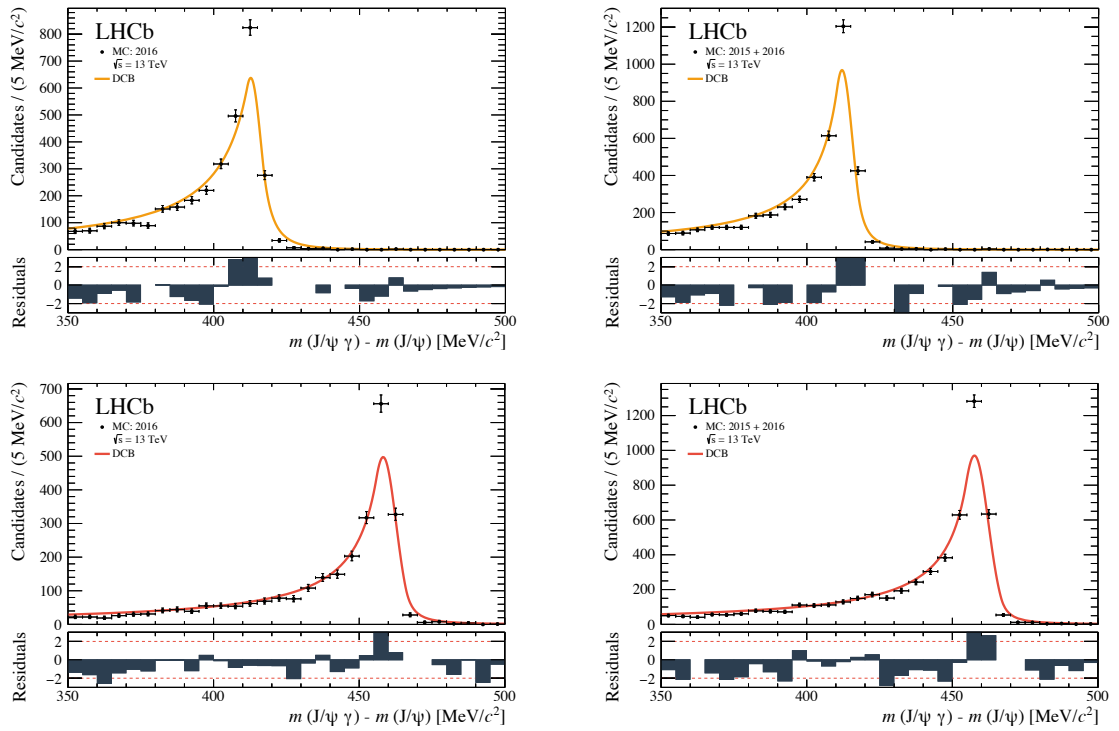 LHCb
MC: 2016
√s = 13 TeV
DCB
Candidates / (5 MeV/c²)
800
700
600
500
400
300
200
100
0
Residuals
2
0
−2
350
400
450
500
m (J/ψ γ) - m (J/ψ) [MeV/c²]
LHCb
MC: 2015 + 2016
√s = 13 TeV
DCB
Candidates / (5 MeV/c²)
1200
1000
800
600
400
200
0
Residuals
2
0
−2
350
400
450
500
m (J/ψ γ) - m (J/ψ) [MeV/c²]
LHCb
MC: 2016
√s = 13 TeV
DCB
Candidates / (5 MeV/c²)
700
600
500
400
300
200
100
0
Residuals
2
0
−2
350
400
450
500
m (J/ψ γ) - m (J/ψ) [MeV/c²]
LHCb
MC: 2015 + 2016
√s = 13 TeV
DCB
Candidates / (5 MeV/c²)
1200
1000
800
600
400
200
0
Residuals
2
0
−2
350
400
450
500
m (J/ψ γ) - m (J/ψ) [MeV/c²]